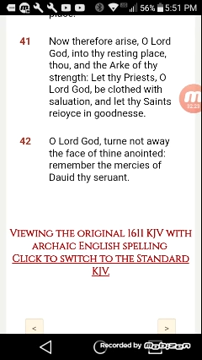 56% 5:51 PM
place.
41 Now therefore arise, O Lord
God, into thy resting place,
thou, and the Arke of thy
strength: Let thy Priests, O
Lord God, be clothed with
saluation, and let thy Saints
reioyce in goodnesse.
42 O Lord God, turne not away
the face of thine anointed:
remember the mercies of
Dauid thy seruant.
Viewing the original 1611 KJV with
archaic English spelling
Click to switch to the Standard
KJV.
< >
Recorded by Mobizen